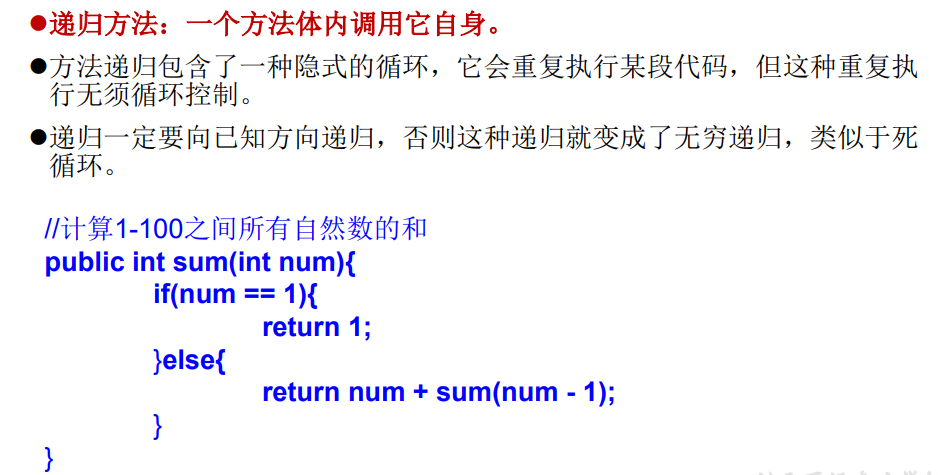 ●递归方法：一个方法体内调用它自身。
●方法递归包含了一种隐式的循环，它会重复执行某段代码，但这种重复执
行无须循环控制。
●递归一定要向已知方向递归，否则这种递归就变成了无穷递归，类似于死
循环。
//计算1-100之间所有自然数的和
public int sum(int num){
if(num == 1){
return 1;
}else{
return num + sum(num - 1);
}
}